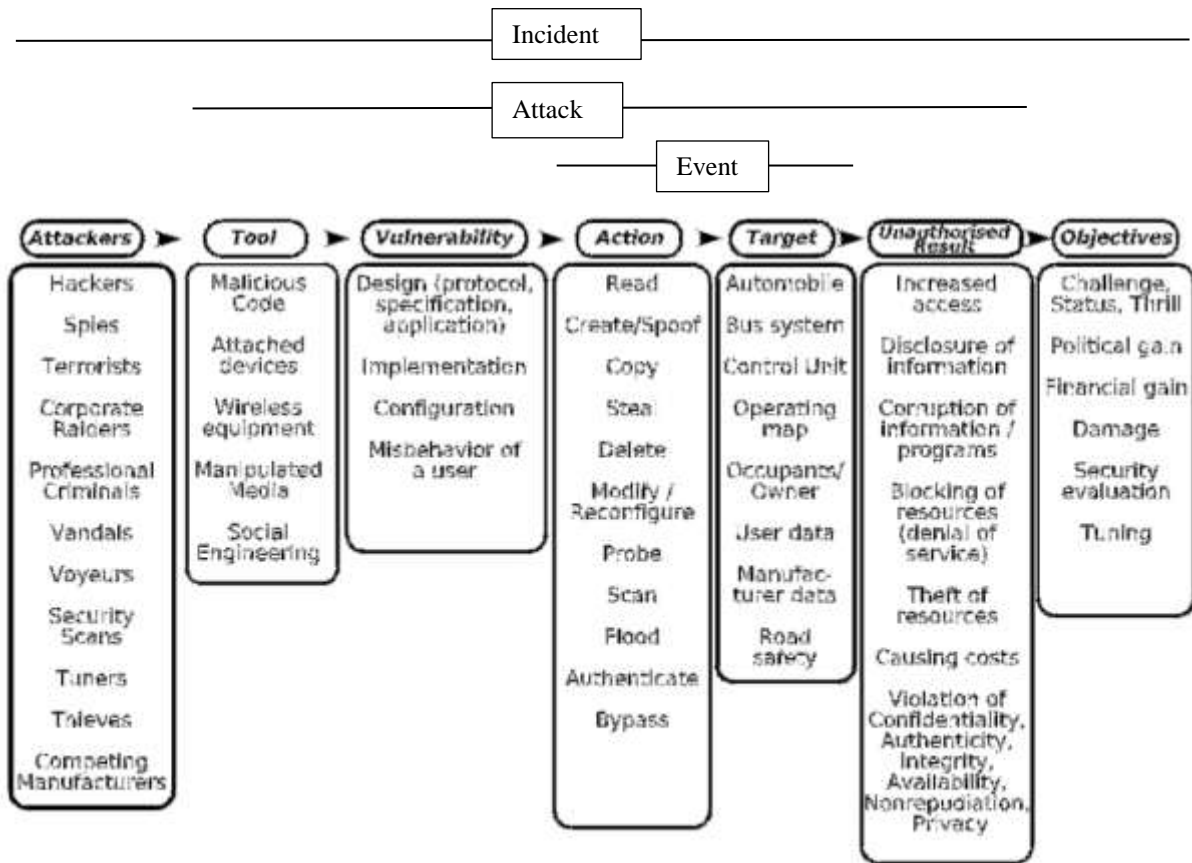 Incident
Attack
Event
Attackers
Tool
Vulnerability
Action
Target
Unauthorised
Result
Objectives
Hackers
Spies
Terrorists
Corporate
Raiders
Professional
Criminals
Vandals
Voyeurs
Security
Scans
Tuners
Thieves
Competing
Manufacturers
Malicious
Code
Attached
devices
Wireless
equipment
Manipulated
Media
Social
Engineering
Design (protocol,
specification,
application)
Implementation
Configuration
Misbehavior of
a user
Read
Create/Spoof
Copy
Steal
Delete
Modify /
Reconfigure
Probe
Scan
Flood
Authenticate
Bypass
Automobile
Bus system
Control Unit
Operating
map
Occupants/
Owner
User data
Manufac-
turer data
Road
safety
Increased
access
Disclosure of
information
Corruption of
information /
programs
Blocking of
resources
(denial of
service)
Theft of
resources
Causing costs
Violation of
Confidentiality,
Authenticity,
Integrity,
Availability,
Nonrepudiation,
Privacy
Challenge,
Status, Thrill
Political gain
Financial gain
Damage
Security
evaluation
Tuning